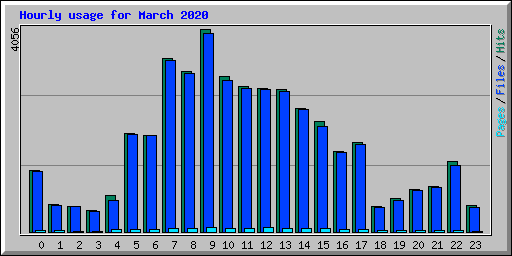 Hourly usage for March 2020
4056
Pages/Files/Hits
0 1 2 3 4 5 6 7 8 9 10 11 12 13 14 15 16 17 18 19 20 21 22 23